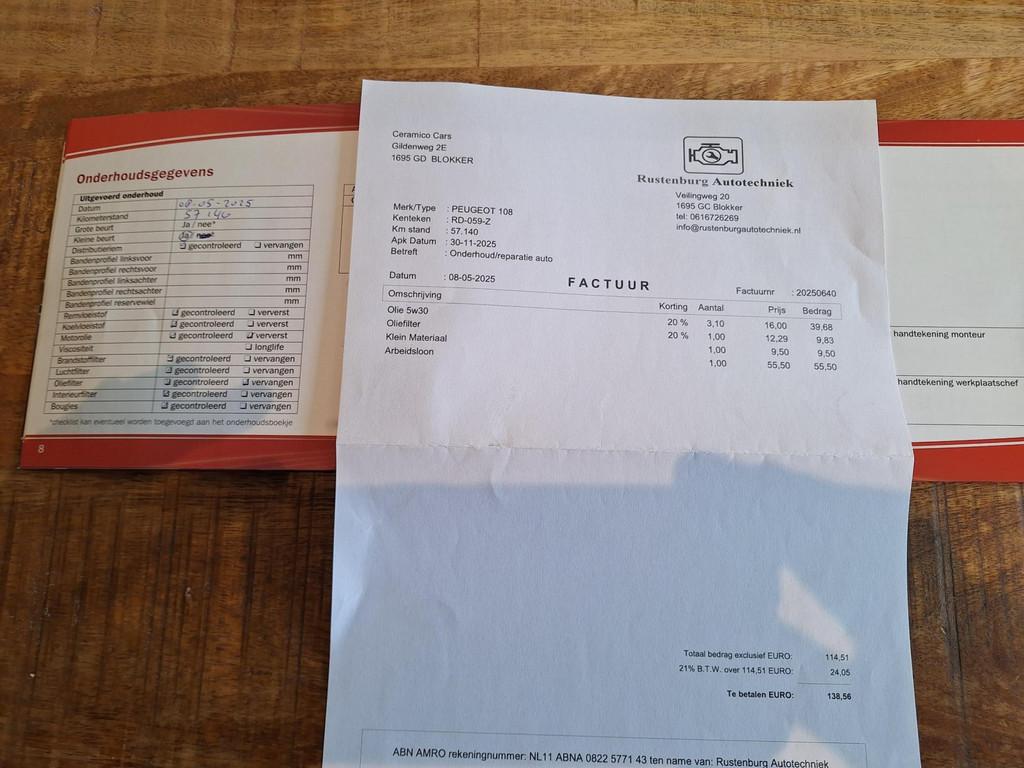 Onderhoudsgegevens
Uitgevoerd onderhoud
Datum 08-05-2025
Kilometerstand 57 140
Grote beurt Ja / nee*
Kleine beurt Ja /
Distributieriem gecontroleerd vervangen
Bandenprofiel linksvoor mm
Bandenprofiel rechtsvoor mm
Bandenprofiel linksachter mm
Bandenprofiel rechtsachter mm
Bandenprofiel reservewiel mm
Remvloeistof gecontroleerd ververst
Koelvloeistof gecontroleerd ververst
Motorolie gecontroleerd ververst
Viscositeit longlife
Brandstoffilter gecontroleerd vervangen
Luchtfilter gecontroleerd vervangen
Oliefilter gecontroleerd vervangen
Interieurfilter gecontroleerd vervangen
Bougies gecontroleerd vervangen
*checklist kan eventueel worden toegevoegd aan het onderhoudsboekje
8
Ceramico Cars
Gildenweg 2E
1695 GD BLOKKER
Rustenburg Autotechniek
Veilingweg 20
1695 GC Blokker
tel: 0616726269
info@rustenburgautotechniek.nl
Merk/Type : PEUGEOT 108
Kenteken : RD-059-Z
Km stand : 57.140
Apk Datum : 30-11-2025
Betreft : Onderhoud/reparatie auto
Datum : 08-05-2025
FACTUUR
Factuurnr : 20250640
Omschrijving Korting Aantal Prijs Bedrag
Olie 5w30 20 % 3,10 16,00 39,68
Oliefilter 20 % 1,00 12,29 9,83
Klein Materiaal 1,00 9,50 9,50
Arbeidsloon 1,00 55,50 55,50
Totaal bedrag exclusief EURO: 114,51
21% B.T.W. over 114,51 EURO: 24,05
Te betalen EURO: 138,56
ABN AMRO rekeningnummer: NL11 ABNA 0822 5771 43 ten name van: Rustenburg Autotechniek
handtekening monteur
handtekening werkplaatschef